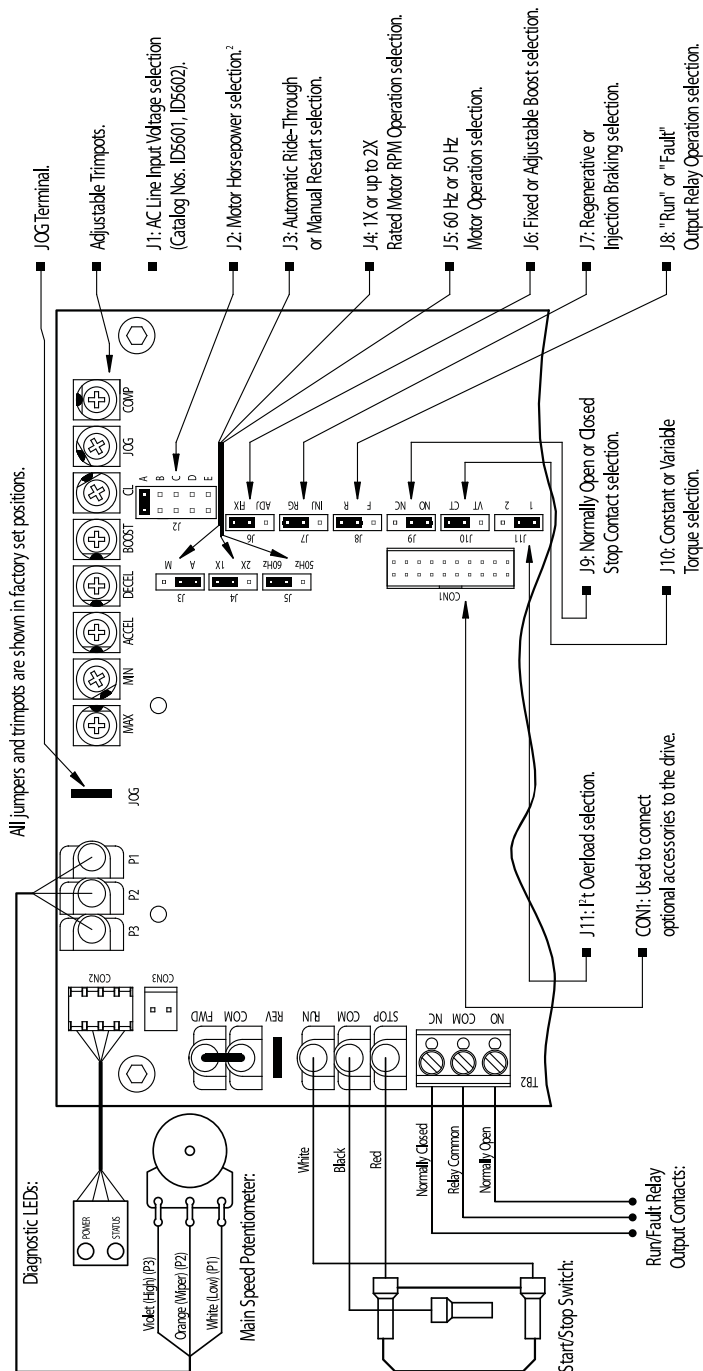 All jumpers and trimpots are shown in factory set positions.
JOG Terminal.
Adjustable Trimpots.
J1: AC Line Input Voltage selection
(Catalog Nos. ID5601, ID5602).
J2: Motor Horsepower selection.²
J3: Automatic Ride-Through
or Manual Restart selection.
J4: 1X or up to 2X
Rated Motor RPM Operation selection.
J5: 60 Hz or 50 Hz
Motor Operation selection.
J6: Fixed or Adjustable Boost selection.
J7: Regenerative or
Injection Braking selection.
J8: "Run" or "Fault"
Output Relay Operation selection.
J9: Normally Open or Closed
Stop Contact selection.
J10: Constant or Variable
Torque selection.
J11: I²t Overload selection.
CON1: Used to connect
optional accessories to the drive.
Diagnostic LEDs:
POWER
STATUS
Violet (High) (P3)
Orange (Wiper) (P2)
White (Low) (P1)
Main Speed Potentiometer:
CON2
CON3
P3
P2
P1
JOG
MAX
MIN
ACCEL
DECEL
BOOST
CL
JOG
COMP
J2
A
B
C
D
E
J3
M
A
J4
1X
2X
J5
60Hz
50Hz
J6
FIX
ADJ
J7
RG
INJ
J8
R
F
J9
NC
NO
J10
CT
VT
J11
2
1
CON1
FWD
COM
REV
RUN
COM
STOP
NC
COM
NO
TB2
White
Black
Red
Normally Closed
Relay Common
Normally Open
Start/Stop Switch:
Run/Fault Relay
Output Contacts: